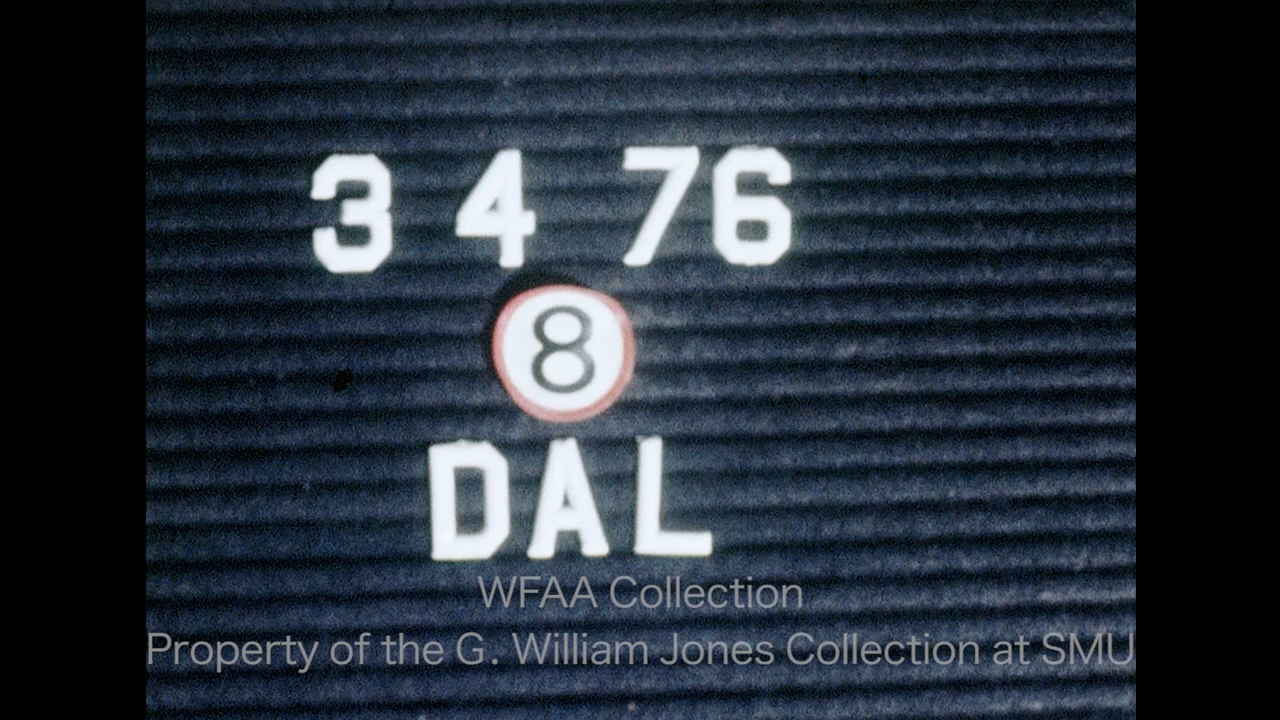 3 4 76
8
DAL
WFAA Collection
Property of the G. William Jones Collection at SMU